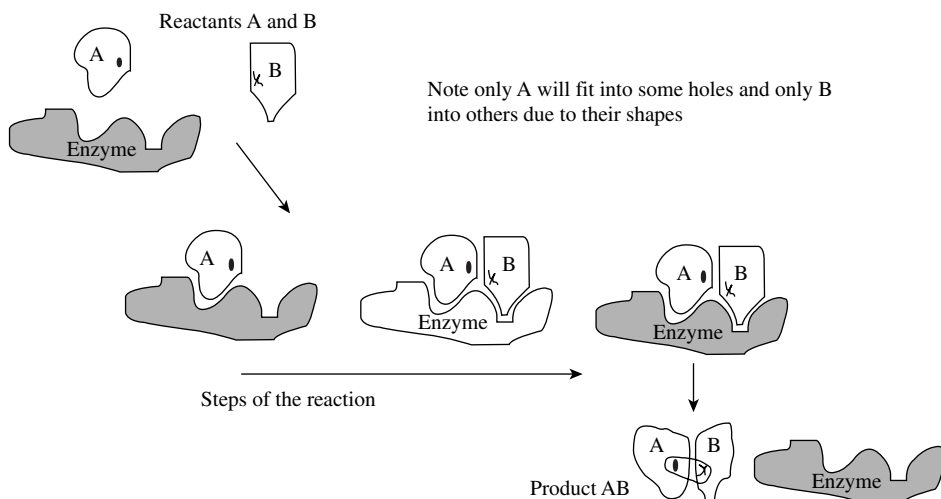 Reactants A and B
A
B
Note only A will fit into some holes and only B
into others due to their shapes
Enzyme
A
A
B
Enzyme
A
B
Enzyme
Steps of the reaction
A
B
Product AB
Enzyme